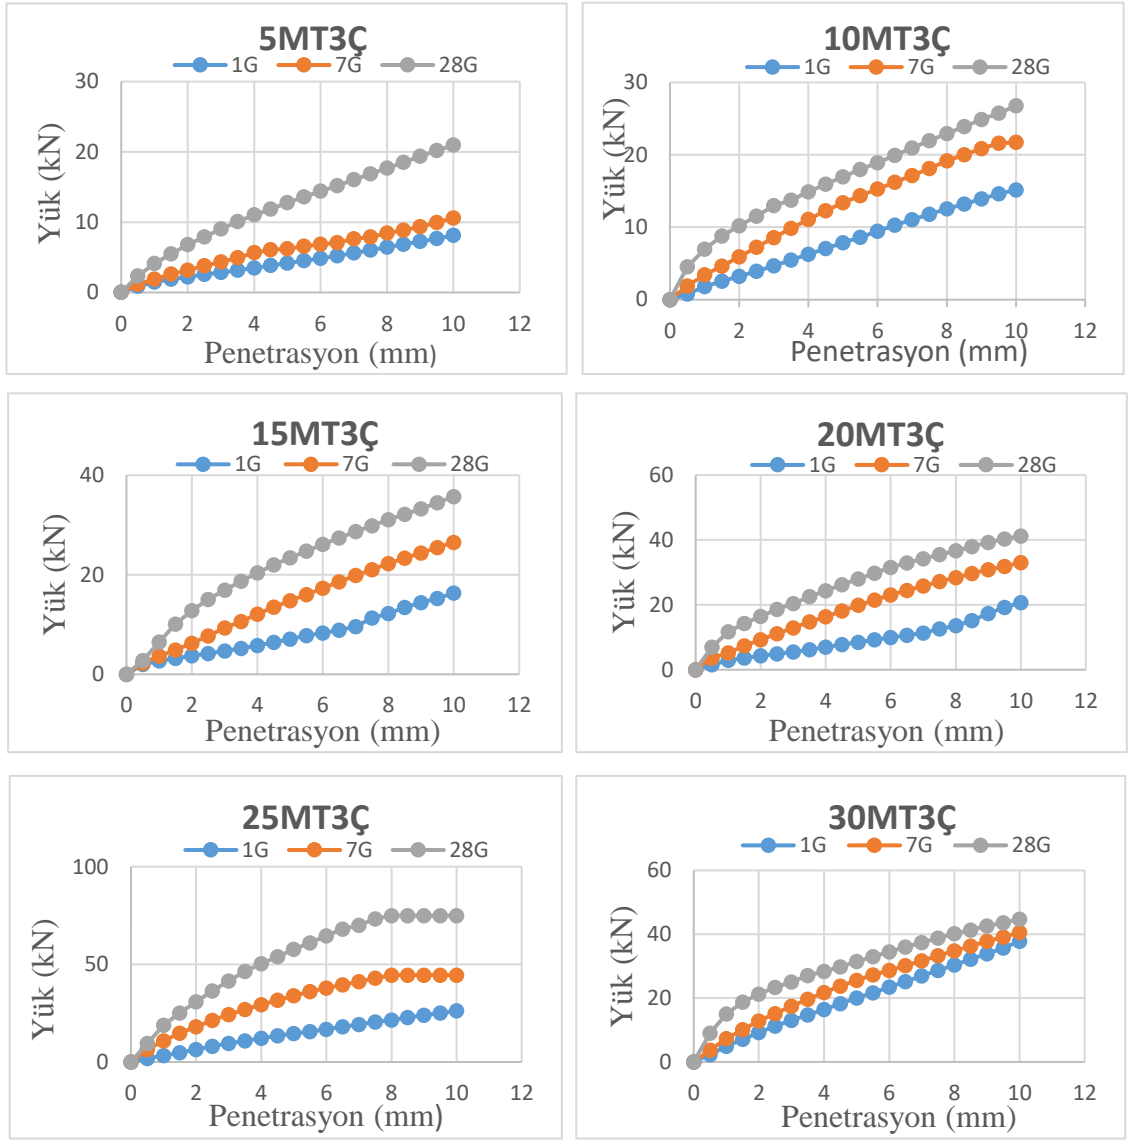 5MT3Ç
1G 7G 28G
30
20
10
0
0 2 4 6 8 10 12
Yük (kN)
Penetrasyon (mm)
10MT3Ç
1G 7G 28G
30
20
10
0
0 2 4 6 8 10 12
Yük (kN)
Penetrasyon (mm)
15MT3Ç
1G 7G 28G
40
20
0
0 2 4 6 8 10 12
Yük (kN)
Penetrasyon (mm)
20MT3Ç
1G 7G 28G
60
40
20
0
0 2 4 6 8 10 12
Yük (kN)
Penetrasyon (mm)
25MT3Ç
1G 7G 28G
100
50
0
0 2 4 6 8 10 12
Yük (kN)
Penetrasyon (mm)
30MT3Ç
1G 7G 28G
60
40
20
0
0 2 4 6 8 10 12
Yük (kN)
Penetrasyon (mm)